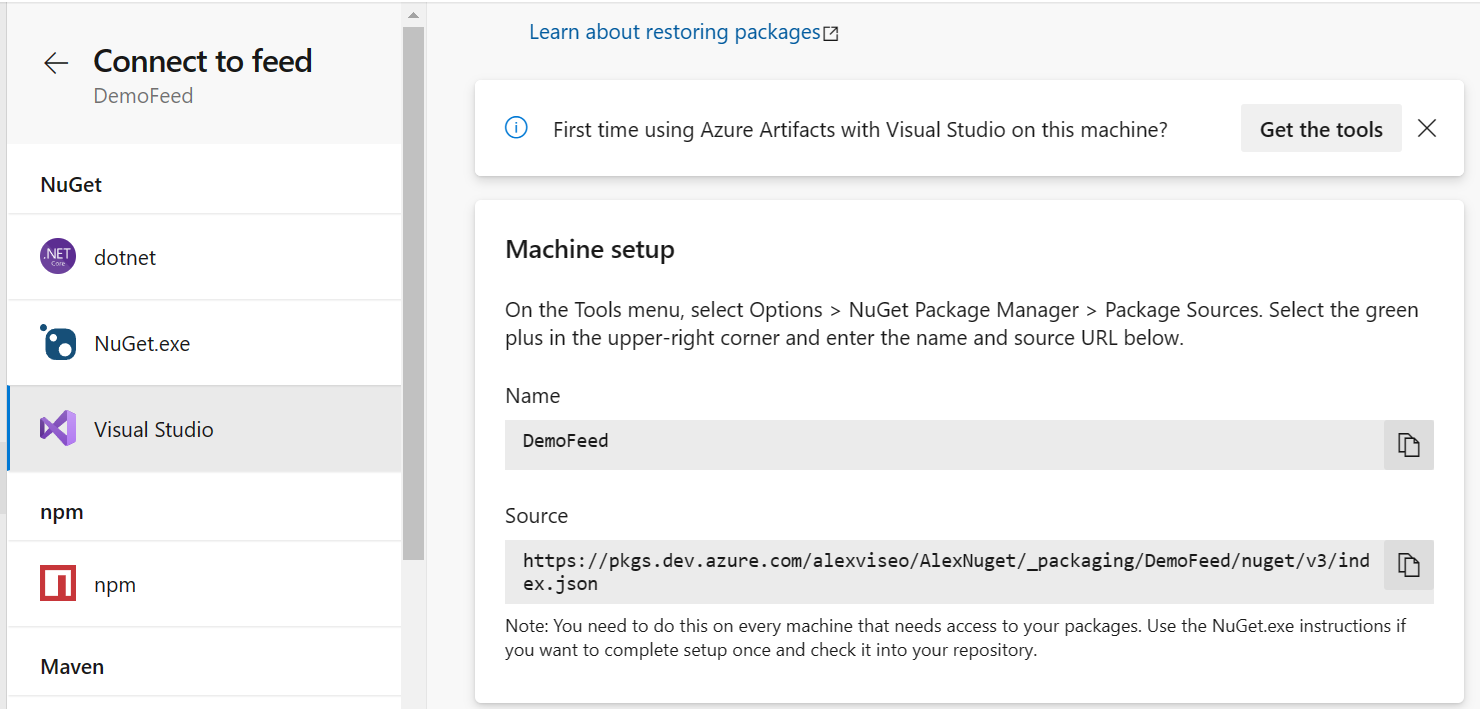 Connect to feed
DemoFeed
NuGet
.NET
Core
dotnet
NuGet.exe
Visual Studio
npm
npm
Maven
Learn about restoring packages
First time using Azure Artifacts with Visual Studio on this machine?
Get the tools
Machine setup
On the Tools menu, select Options > NuGet Package Manager > Package Sources. Select the green
plus in the upper-right corner and enter the name and source URL below.
Name
DemoFeed
Source
https://pkgs.dev.azure.com/alexviseo/AlexNuget/_packaging/DemoFeed/nuget/v3/ind
ex.json
Note: You need to do this on every machine that needs access to your packages. Use the NuGet.exe instructions if
you want to complete setup once and check it into your repository.